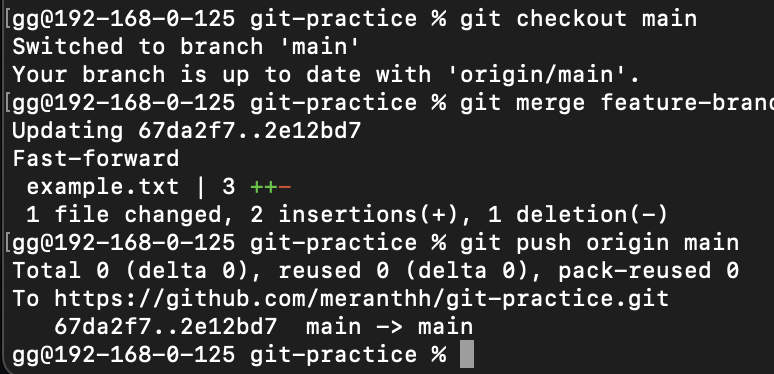 [gg@192-168-0-125 git-practice % git checkout main
Switched to branch 'main'
Your branch is up to date with 'origin/main'.
[gg@192-168-0-125 git-practice % git merge feature-branc
Updating 67da2f7..2e12bd7
Fast-forward
 example.txt | 3 ++-
 1 file changed, 2 insertions(+), 1 deletion(-)
[gg@192-168-0-125 git-practice % git push origin main
Total 0 (delta 0), reused 0 (delta 0), pack-reused 0
To https://github.com/meranthh/git-practice.git
   67da2f7..2e12bd7  main -> main
gg@192-168-0-125 git-practice %